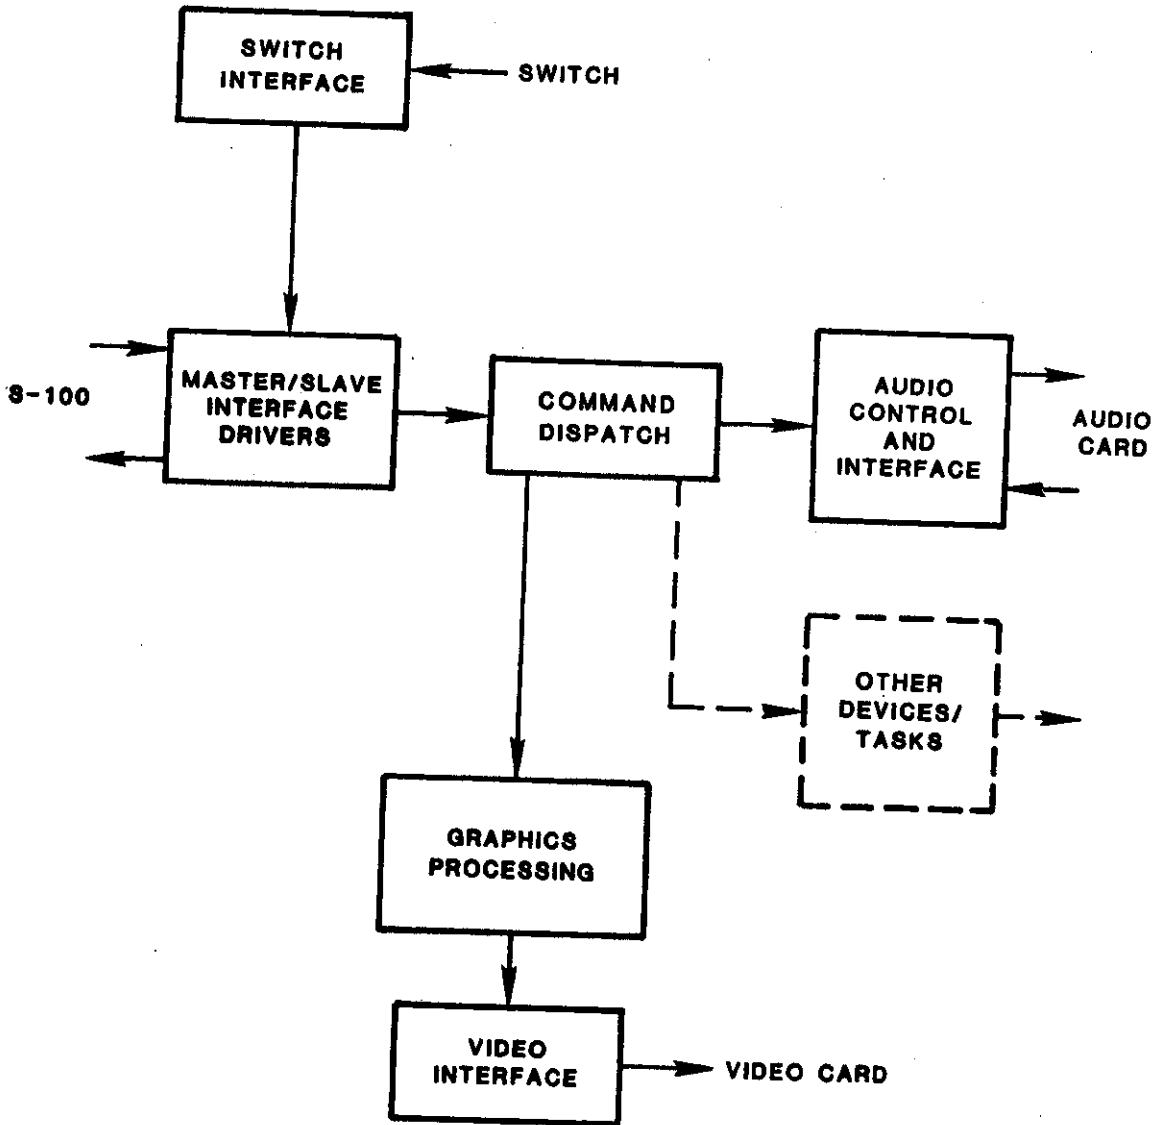 SWITCH
INTERFACE
SWITCH
S-100
MASTER/SLAVE
INTERFACE
DRIVERS
COMMAND
DISPATCH
AUDIO
CONTROL
AND
INTERFACE
AUDIO
CARD
OTHER
DEVICES/
TASKS
GRAPHICS
PROCESSING
VIDEO
INTERFACE
VIDEO CARD